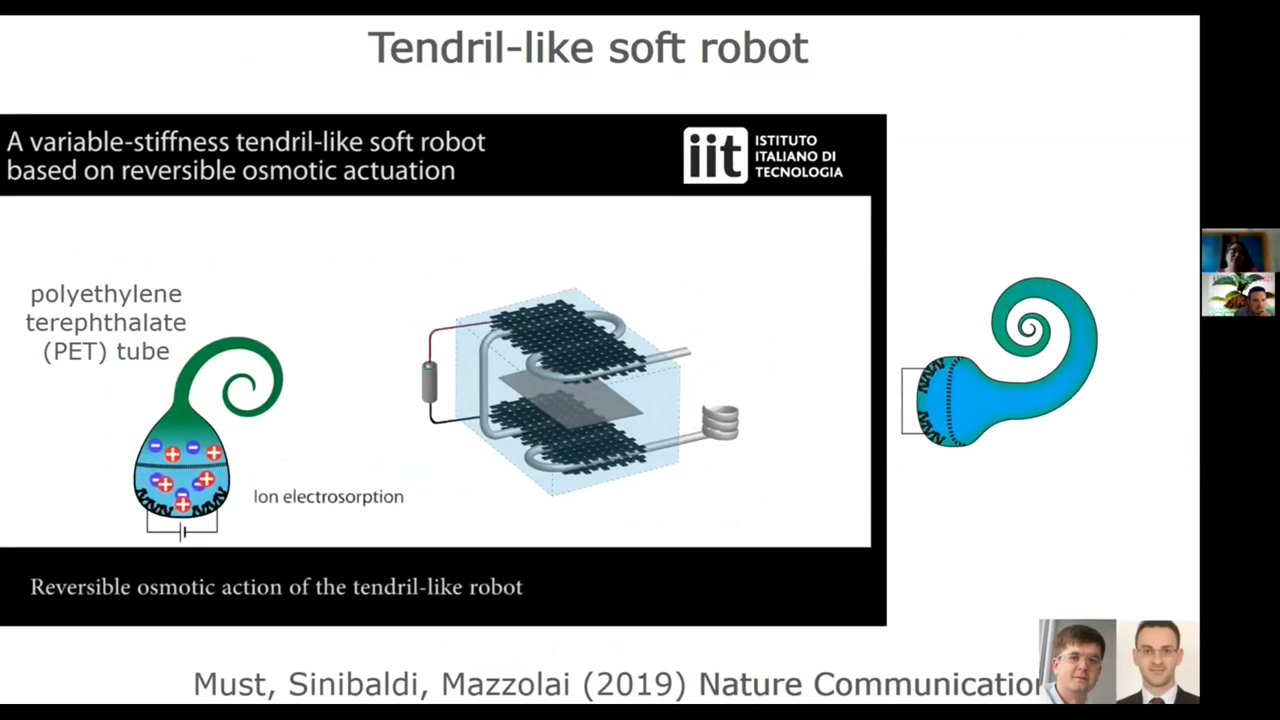 Tendril-like soft robot
A variable-stiffness tendril-like soft robot
based on reversible osmotic actuation
iit
ISTITUTO
ITALIANO DI
TECNOLOGIA
polyethylene
terephthalate
(PET) tube
Ion electrosorption
Reversible osmotic action of the tendril-like robot
Must, Sinibaldi, Mazzolai (2019) Nature Communication